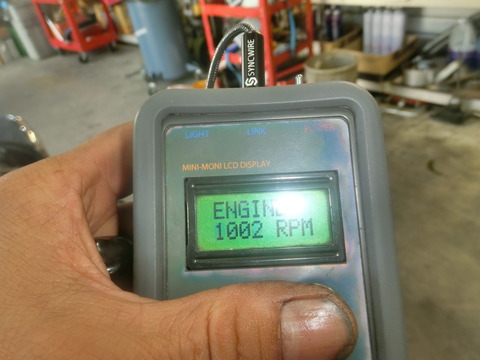 SYNCWIRE
LIGHT LINK
MINI-MONI LCD DISPLAY
ENGINE
1002 RPM